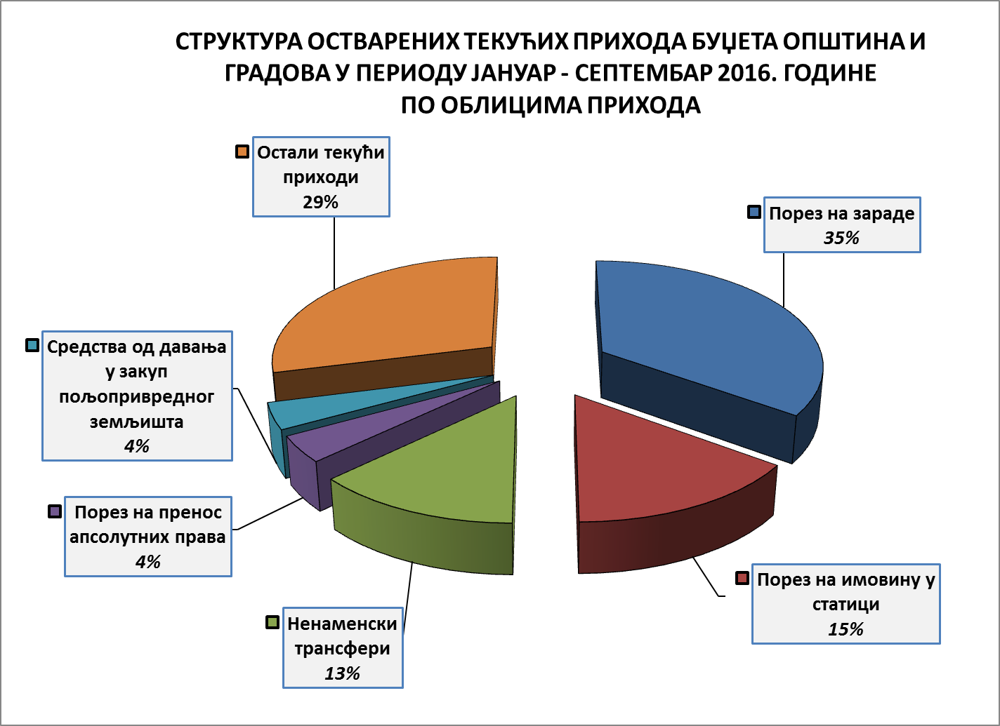 СТРУКТУРА ОСТВАРЕНИХ ТЕКУЋИХ ПРИХОДА БУЏЕТА ОПШТИНА И
ГРАДОВА У ПЕРИОДУ ЈАНУАР - СЕПТЕМБАР 2016. ГОДИНЕ
ПО ОБЛИЦИМА ПРИХОДА
Остали текући
приходи
29%
Порез на зараде
35%
Средства од давања
у закуп
пољопривредног
земљишта
4%
Порез на пренос
апсолутних права
4%
Порез на имовину у
статици
15%
Ненаменски
трансфери
13%